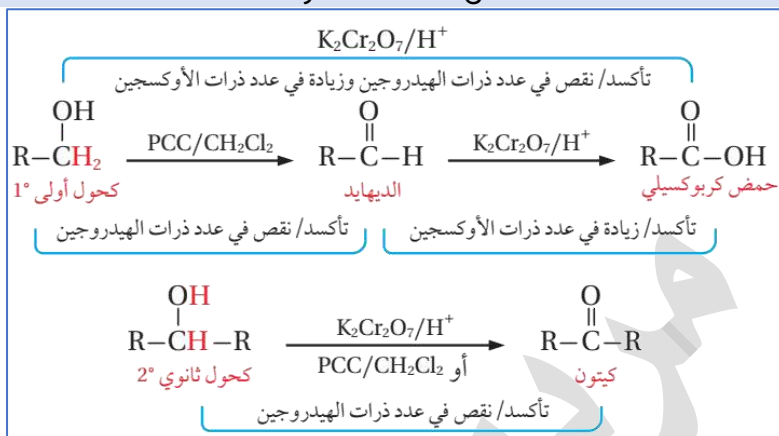 K₂Cr₂O₇/H⁺
تأكسد/ نقص في عدد ذرات الهيدروجين وزيادة في عدد ذرات الأوكسجين
OH O O
R–CH₂ PCC/CH₂Cl₂ R–C–H K₂Cr₂O₇/H⁺ R–C–OH
كحول أولى 1° الديهايد حمض كربوكسيلي
تأكسد/ نقص في عدد ذرات الهيدروجين تأكسد/ زيادة في عدد ذرات الأوكسجين
OH O
R–CH–R K₂Cr₂O₇/H⁺ R–C–R
أو PCC/CH₂Cl₂
كحول ثانوي 2° كيتون
تأكسد/ نقص في عدد ذرات الهيدروجين